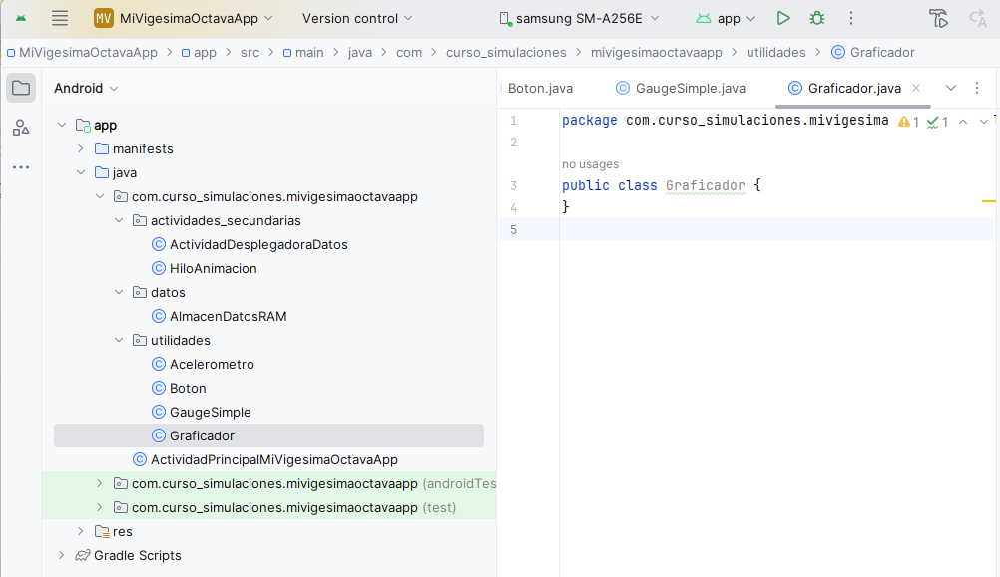 MV MiVigesimaOctavaApp Version control samsung SM-A256E app
MiVigesimaOctavaApp app src main java com curso_simulaciones mivigesimaoctavaapp utilidades Graficador
Android
app
manifests
java
com.curso_simulaciones.mivigesimaoctavaapp
actividades_secundarias
ActividadDesplegadoraDatos
HiloAnimacion
datos
AlmacenDatosRAM
utilidades
Acelerometro
Boton
GaugeSimple
Graficador
ActividadPrincipalMiVigesimaOctavaApp
com.curso_simulaciones.mivigesimaoctavaapp (androidTes
com.curso_simulaciones.mivigesimaoctavaapp (test)
res
Gradle Scripts
Boton.java GaugeSimple.java Graficador.java
1 package com.curso_simulaciones.mivigesima 1 1
2
no usages
3 public class Graficador {
4 }
5